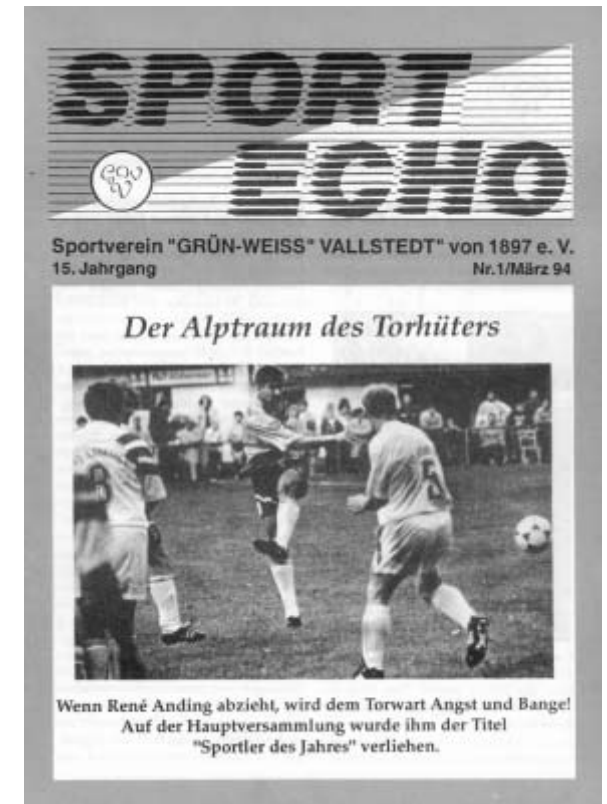 SPORT
ECHO
Sportverein "GRÜN-WEISS" VALLSTEDT" von 1897 e. V.
15. Jahrgang Nr.1/März 94
Der Alptraum des Torhüters
8
5
Wenn René Anding abzieht, wird dem Torwart Angst und Bange!
Auf der Hauptversammlung wurde ihm der Titel
"Sportler des Jahres" verliehen.